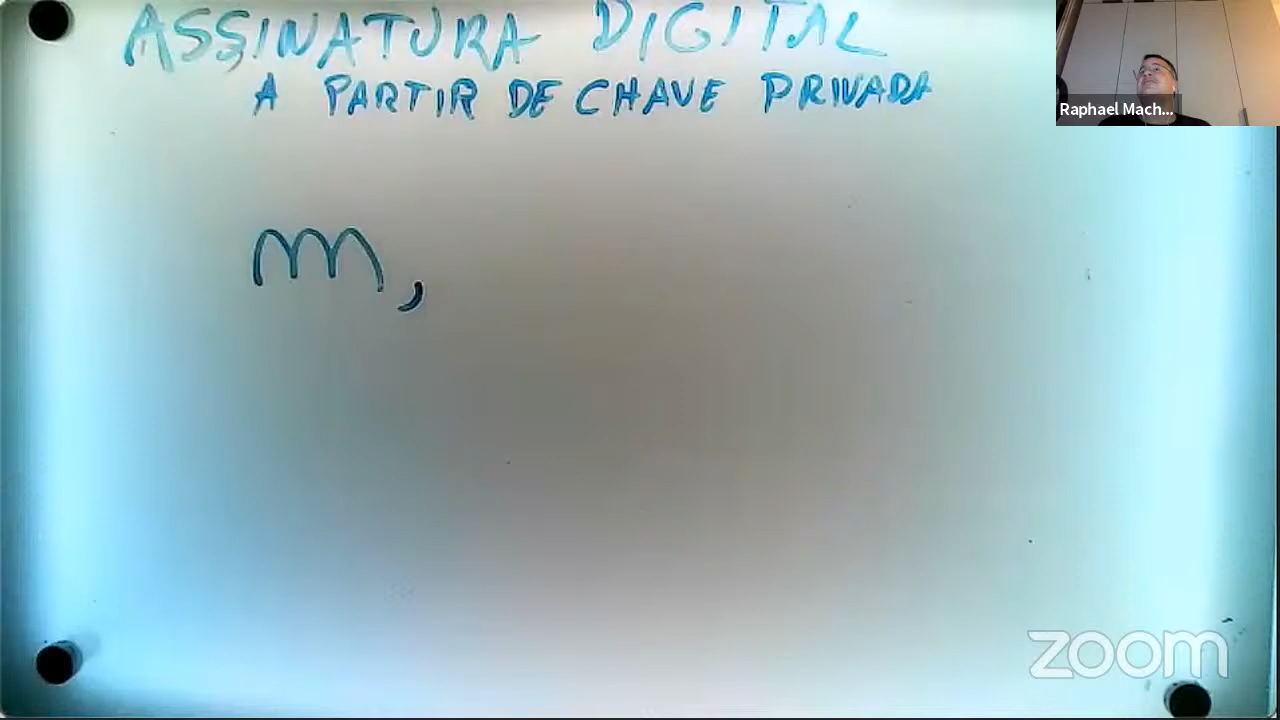 ASSINATURA DIGITAL
A PARTIR DE CHAVE PRIVADA
Raphael Mach...
m,
zoom